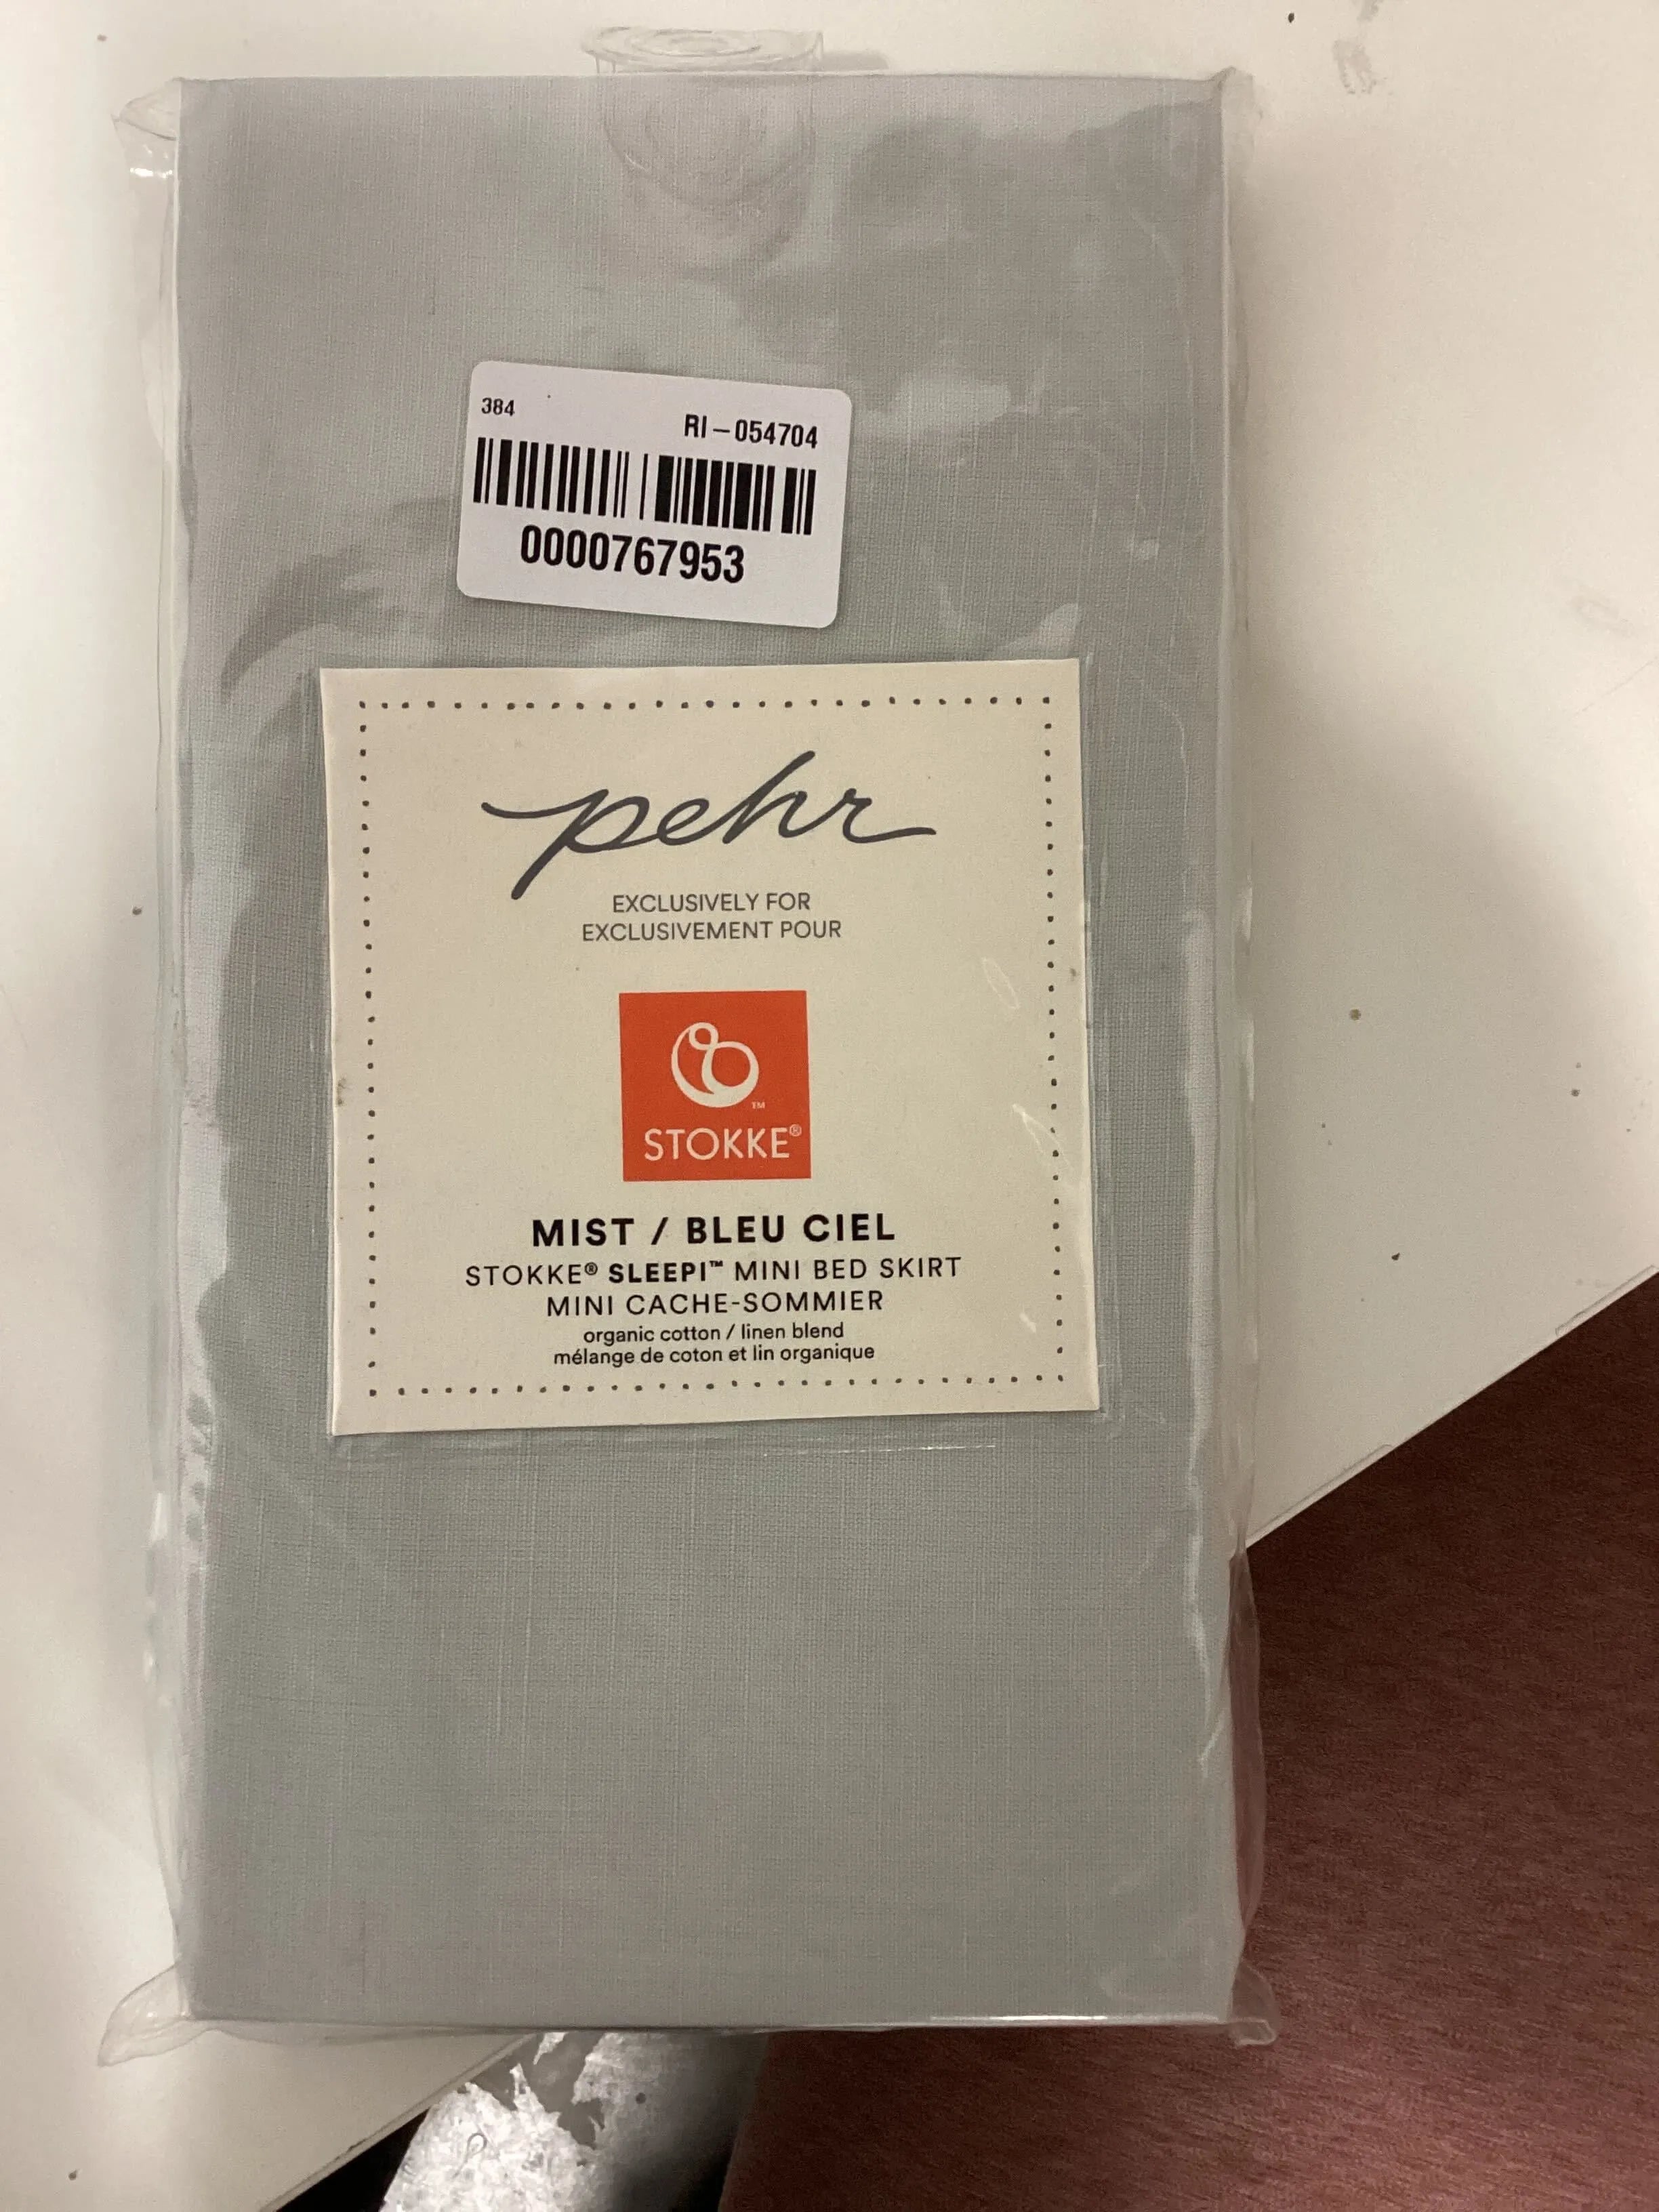 384
RI-054704
0000767953
pehr
EXCLUSIVELY FOR
EXCLUSIVEMENT POUR
™
STOKKE®
MIST / BLEU CIEL
STOKKE® SLEEPI™ MINI BED SKIRT
MINI CACHE-SOMMIER
organic cotton / linen blend
mélange de coton et lin organique